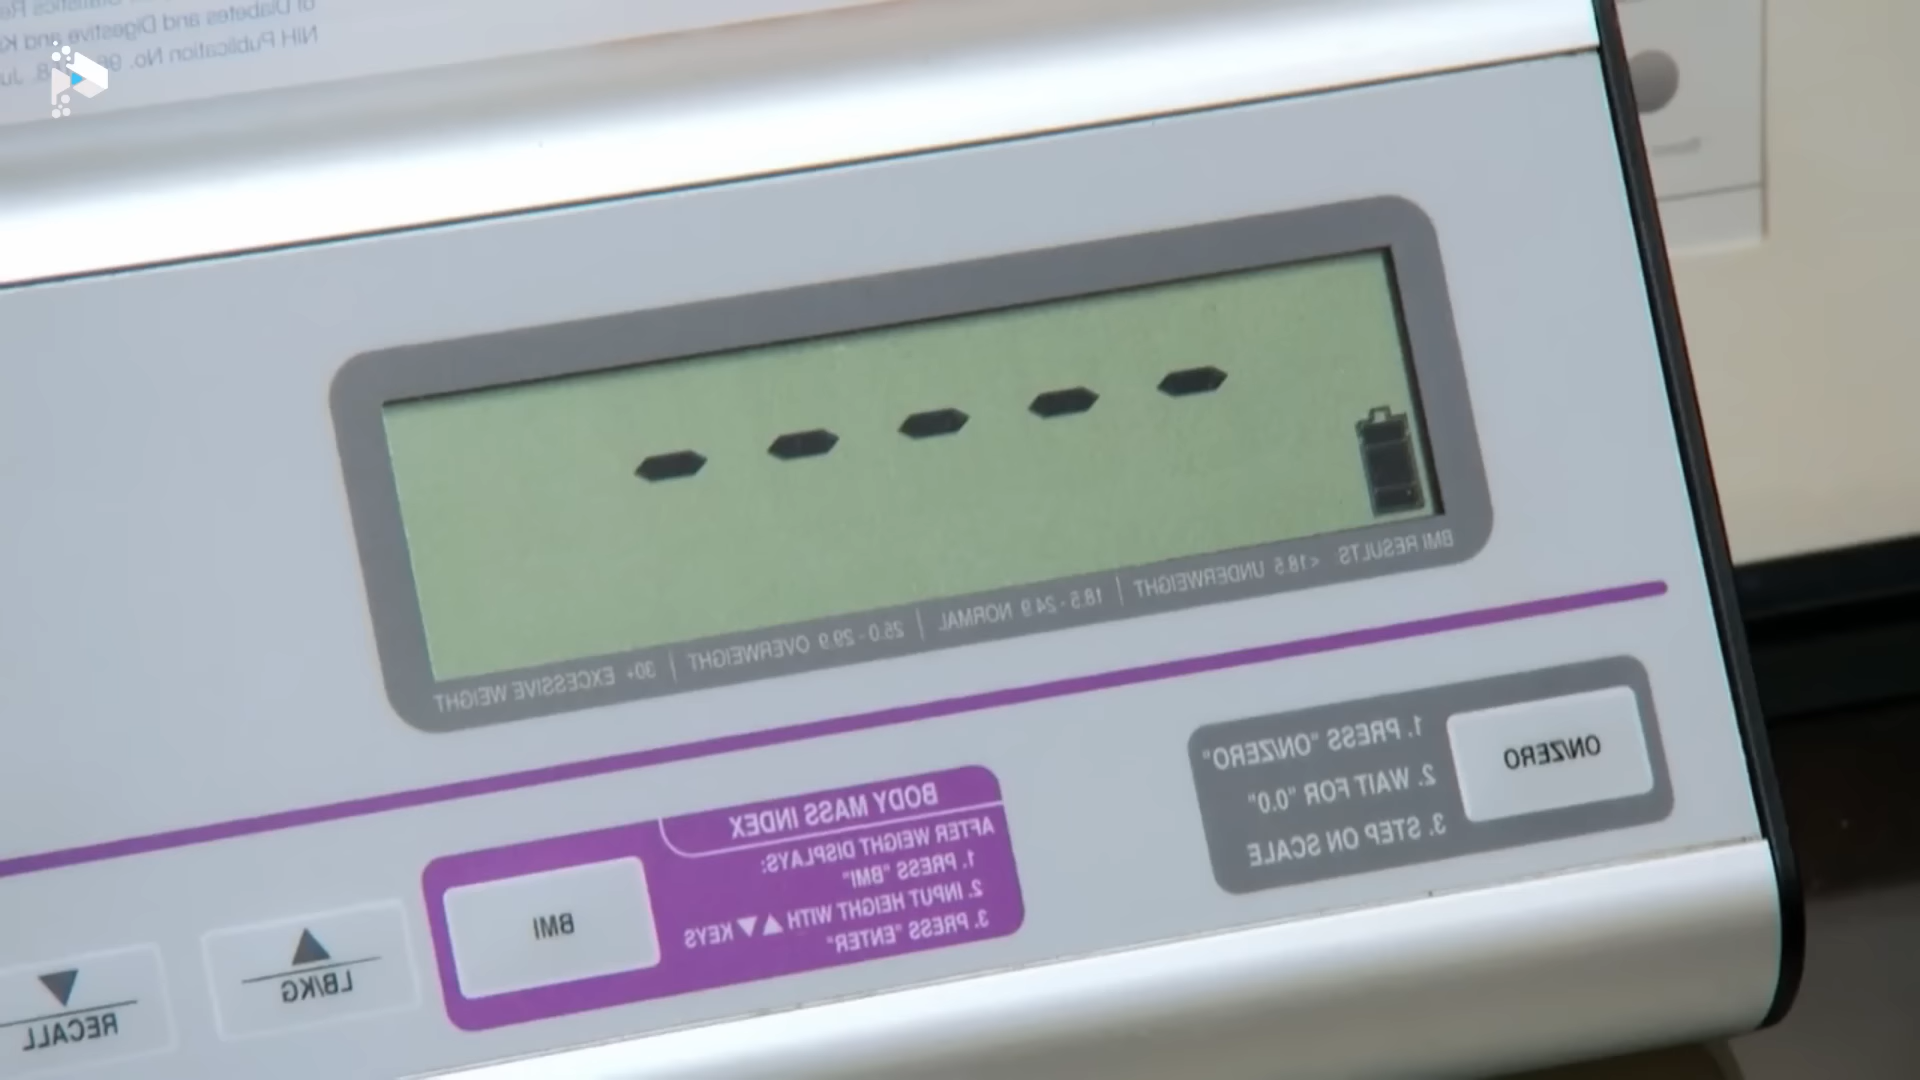 of Diabetes and Digestive and
NIH Publication No.
-----
BMI RESULTS: <18.5 UNDERWEIGHT | 18.5 - 24.9 NORMAL | 25.0 - 29.9 OVERWEIGHT | 30+ EXCESSIVE WEIGHT
ON/ZERO
1. PRESS "ON/ZERO"
2. WAIT FOR "0.0"
3. STEP ON SCALE
BODY MASS INDEX
AFTER WEIGHT DISPLAYS:
1. PRESS "BMI"
2. INPUT HEIGHT WITH ▲▼ KEYS
3. PRESS "ENTER"
BMI
▲
LB/KG
▼
RECALL